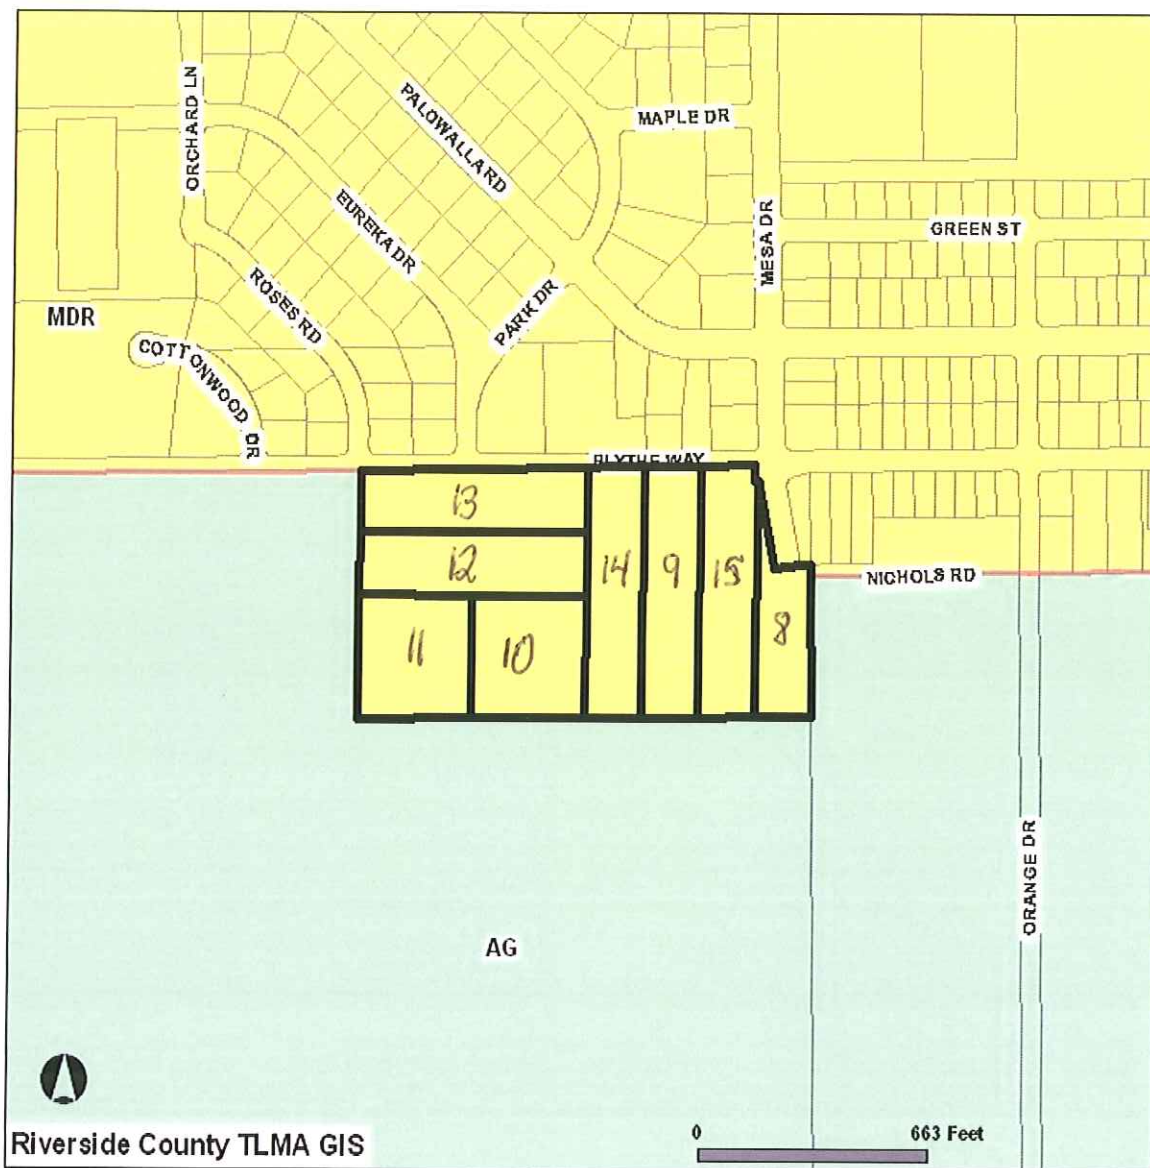 ORCHARD LN
PALOWALLA RD
MAPLE DR
MESA DR
GREEN ST
EUREKA DR
ROSES RD
PARK DR
MDR
COTTONWOOD DR
BLYTHE WAY
13
12
14
9
15
8
11
10
NICHOLS RD
ORANGE DR
AG
Riverside County TLMA GIS
0 663 Feet